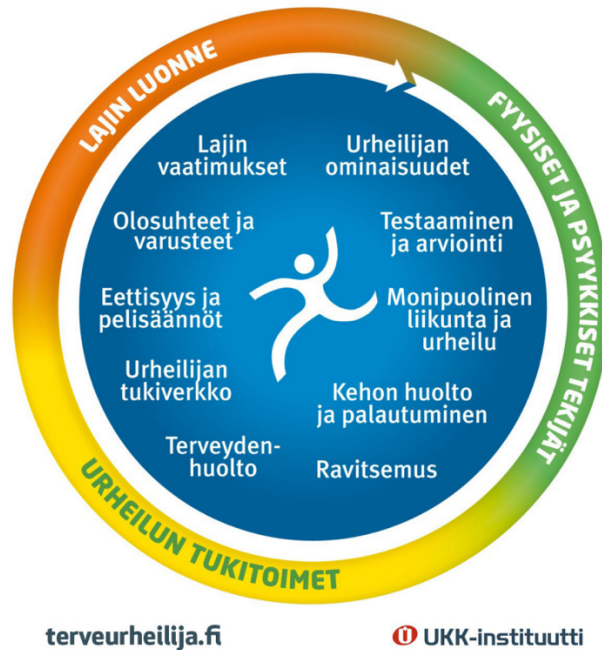 LAJIN LUONNE
FYYSISET JA PSYYKKISET TEKIJÄT
URHEILUN TUKITOIMET
Lajin
vaatimukset
Urheilijan
ominaisuudet
Olosuhteet ja
varusteet
Testaaminen
ja arviointi
Eettisyys ja
pelisäännöt
Monipuolinen
liikunta ja
urheilu
Urheilijan
tukiverkko
Kehon huolto
ja palautuminen
Terveyden-
huolto
Ravitsemus
terveurheilija.fi
UKK-instituutti